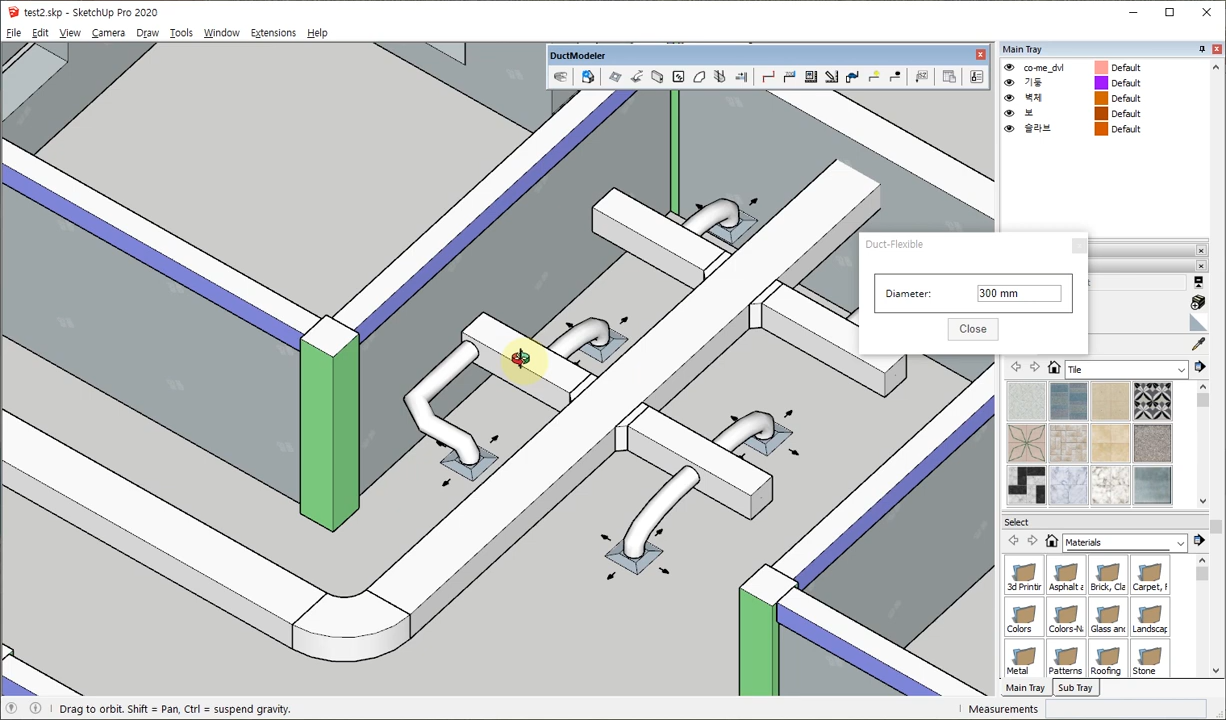 test2.skp - SketchUp Pro 2020
File Edit View Camera Draw Tools Window Extensions Help
DuctModeler
Main Tray
co-me_dvl Default
기둥 Default
벽체 Default
보 Default
슬라브 Default
Duct-Flexible
Diameter: 300 mm
Close
Tile
Select
Materials
3d Printir Asphalt a Brick, Cla Carpet, F
Colors Colors-N Glass and Landscap
Metal Patterns Roofing Stone
Main Tray Sub Tray
Drag to orbit. Shift = Pan, Ctrl = suspend gravity.
Measurements